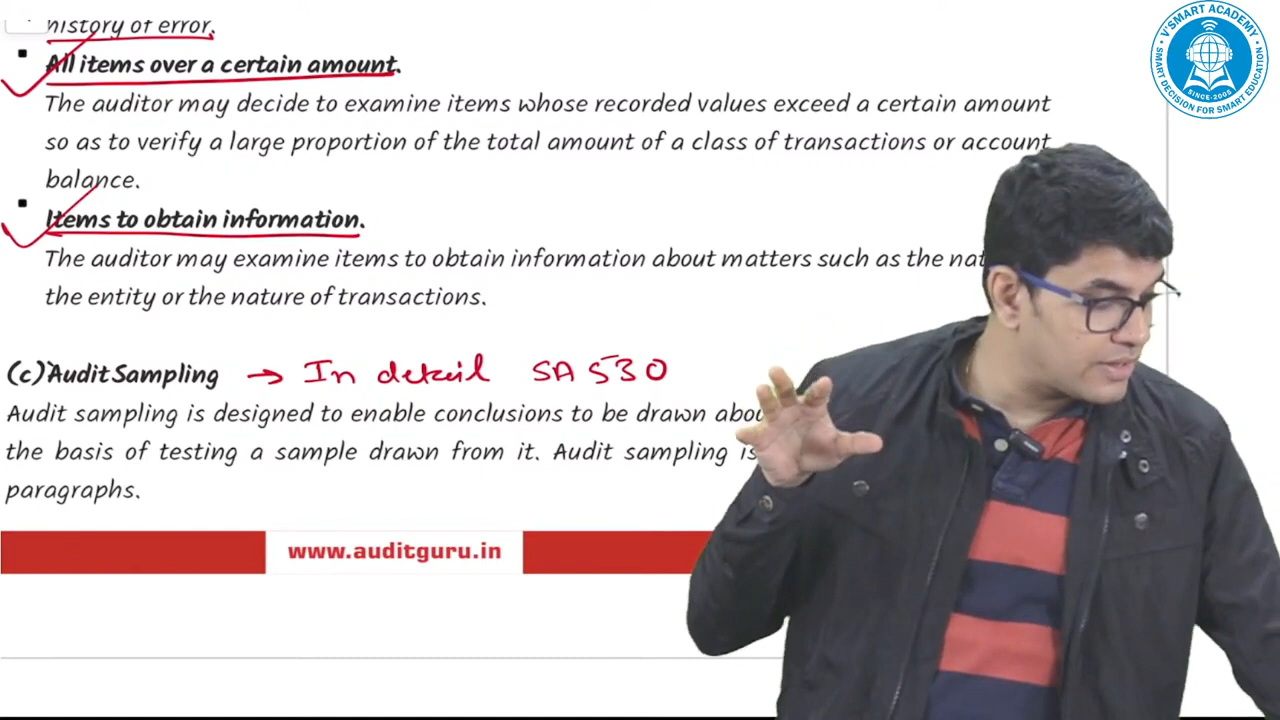 history of error.
▪ All items over a certain amount.
The auditor may decide to examine items whose recorded values exceed a certain amount
so as to verify a large proportion of the total amount of a class of transactions or account
balance.
▪ Items to obtain information.
The auditor may examine items to obtain information about matters such as the
the entity or the nature of transactions.
(c) Audit Sampling → In detail SA 530
Audit sampling is designed to enable conclusions to be drawn
the basis of testing a sample drawn from it. Audit sampling is
paragraphs.
www.auditguru.in
V'SMART ACADEMY
SINCE-2005
SMART DECISION FOR SMART EDUCATION